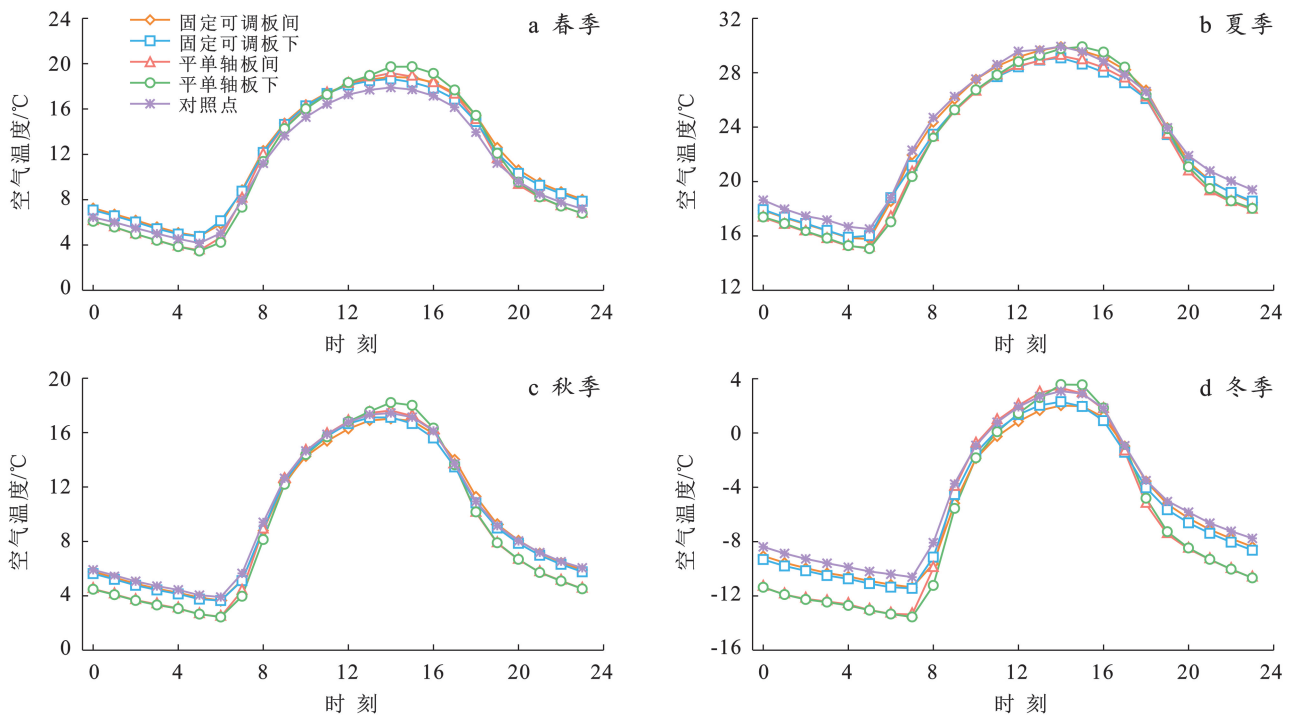 a 春季
固定可调板间
固定可调板下
平单轴板间
平单轴板下
对照点
空气温度/℃
24
20
16
12
8
4
0
0 4 8 12 16 20 24
时 刻
b 夏季
空气温度/℃
32
28
24
20
16
12
0 4 8 12 16 20 24
时 刻
c 秋季
空气温度/℃
20
16
12
8
4
0
0 4 8 12 16 20 24
时 刻
d 冬季
空气温度/℃
4
0
-4
-8
-12
-16
0 4 8 12 16 20 24
时 刻